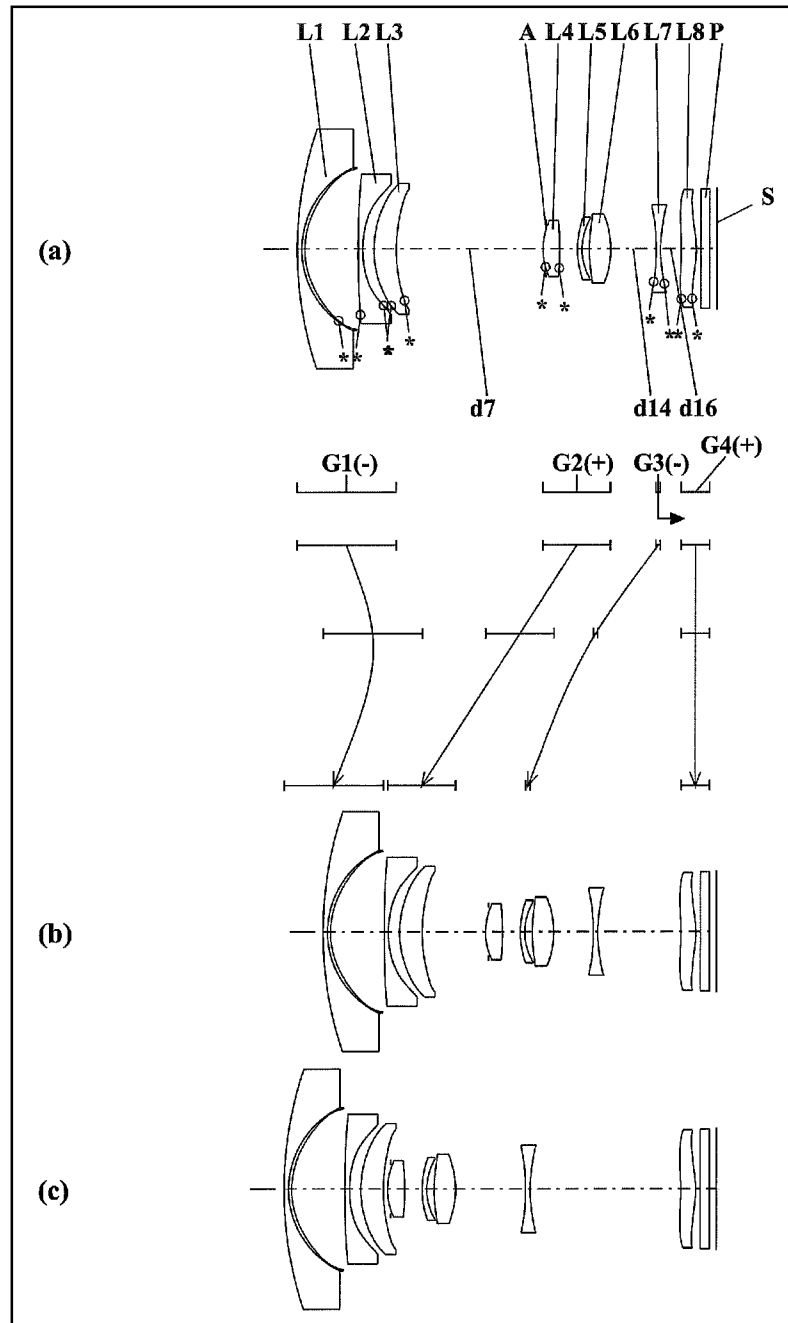 L1 L2 L3 A L4 L5 L6 L7 L8 P
S
(a)
* * * * * * * ** *
d7 d14 d16
G1(-) G2(+) G3(-) G4(+)
(b)
(c)